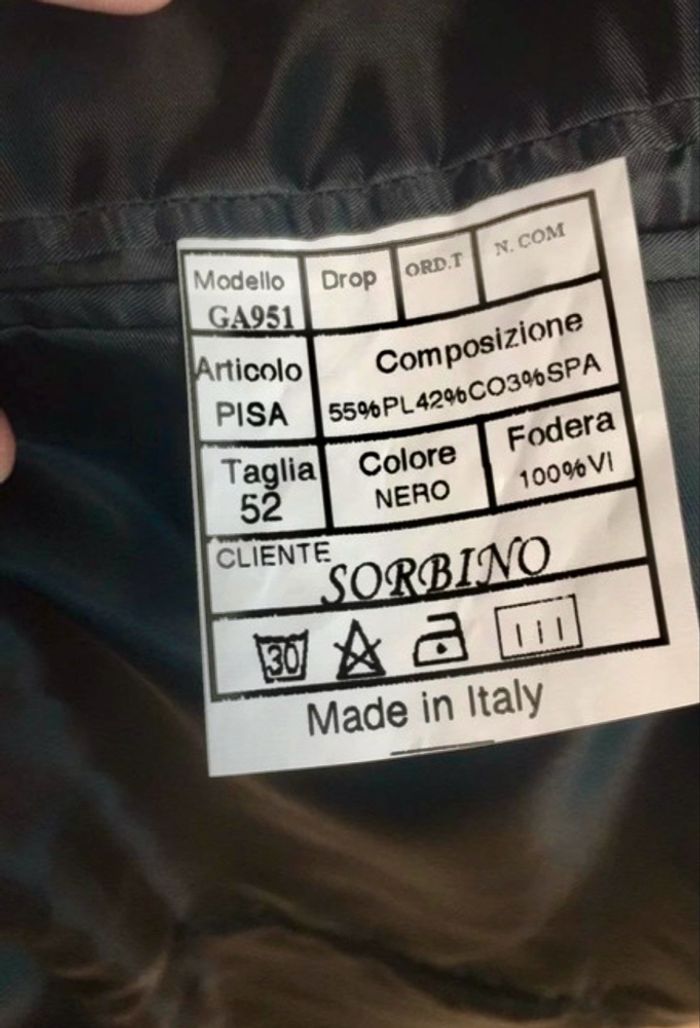 Modello Drop ORD.T N. COM
GA951
Articolo Composizione
PISA 55%PL42%CO3%SPA
Taglia Colore Fodera
52 NERO 100%VI
CLIENTE SORBINO
30
Made in Italy